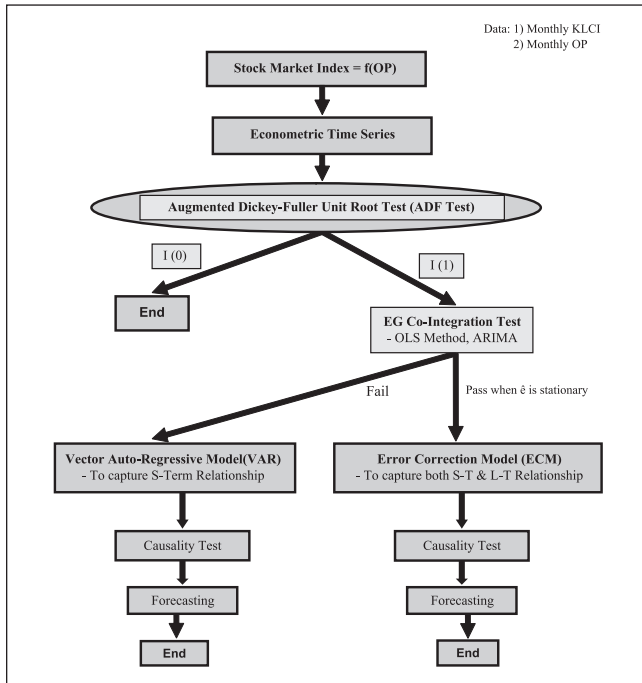 Data: 1) Monthly KLCI
2) Monthly OP
Stock Market Index = f(OP)
Econometric Time Series
Augmented Dickey-Fuller Unit Root Test (ADF Test)
I (0)
I (1)
End
EG Co-Integration Test
- OLS Method, ARIMA
Fail
Pass when ê is stationary
Vector Auto-Regressive Model(VAR)
- To capture S-Term Relationship
Error Correction Model (ECM)
- To capture both S-T & L-T Relationship
Causality Test
Causality Test
Forecasting
Forecasting
End
End